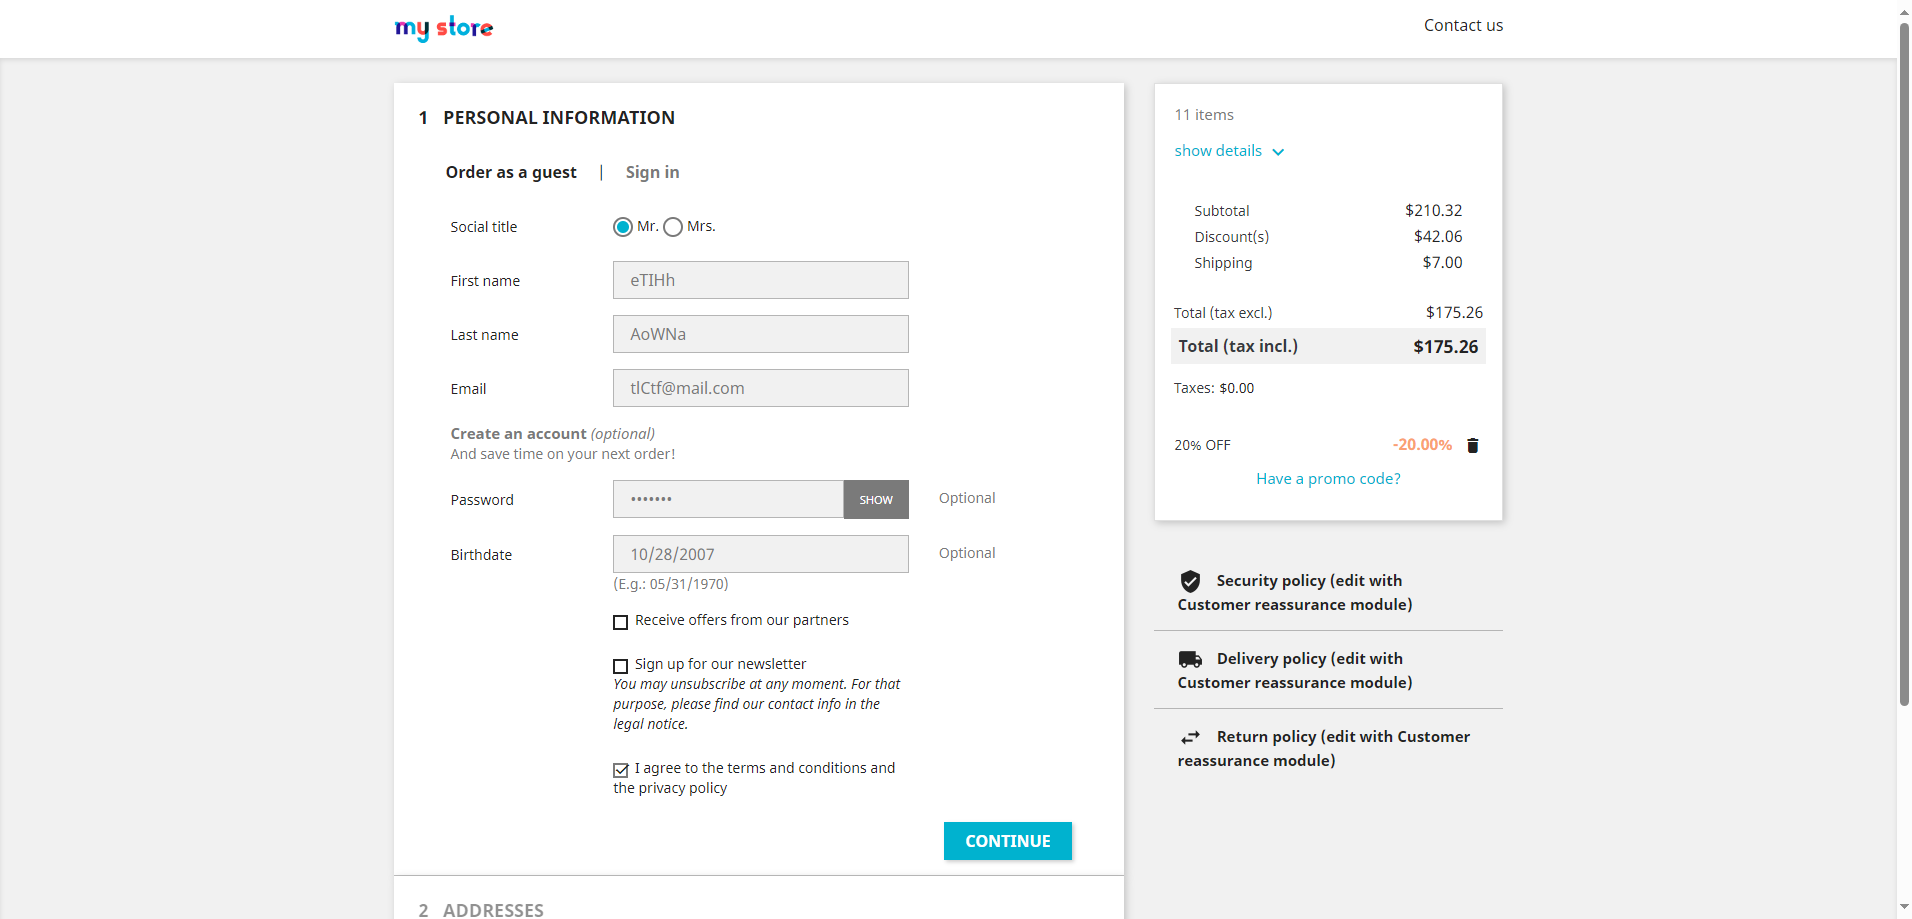 my store
Contact us
1 PERSONAL INFORMATION
Order as a guest | Sign in
Social title Mr. Mrs.
First name eTIHh
Last name AoWNa
Email tlCtf@mail.com
Create an account (optional)
And save time on your next order!
Password ••••••• SHOW Optional
Birthdate 10/28/2007 Optional
(E.g.: 05/31/1970)
Receive offers from our partners
Sign up for our newsletter
You may unsubscribe at any moment. For that
purpose, please find our contact info in the
legal notice.
I agree to the terms and conditions and
the privacy policy
CONTINUE
2 ADDRESSES
11 items
show details
Subtotal $210.32
Discount(s) $42.06
Shipping $7.00
Total (tax excl.) $175.26
Total (tax incl.) $175.26
Taxes: $0.00
20% OFF -20.00%
Have a promo code?
Security policy (edit with
Customer reassurance module)
Delivery policy (edit with
Customer reassurance module)
Return policy (edit with Customer
reassurance module)